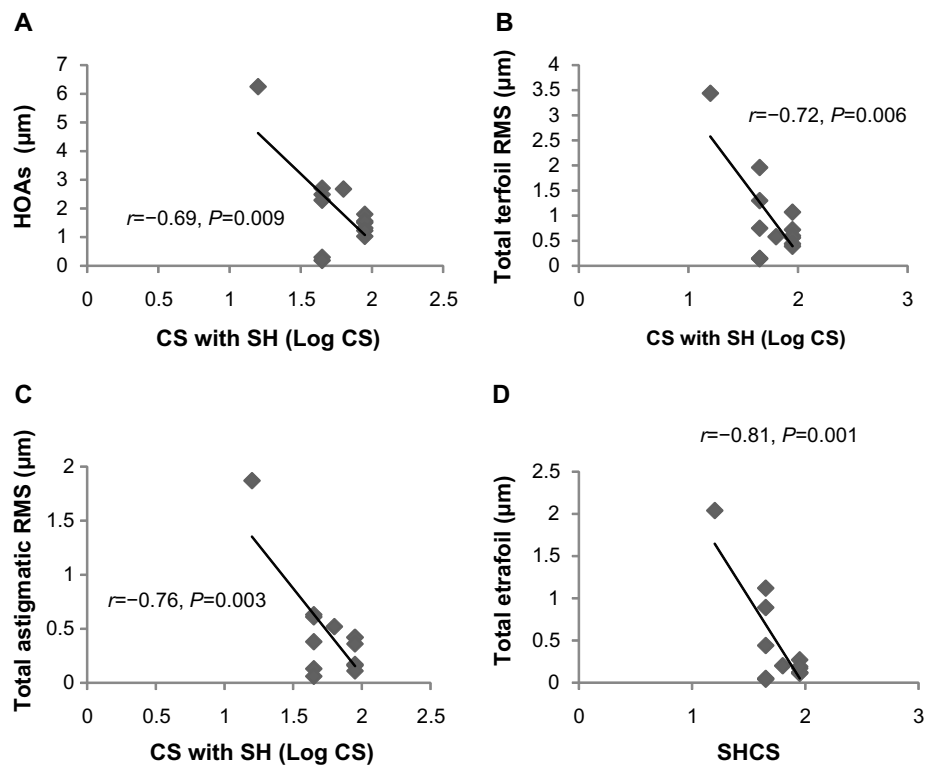 A
HOAs (µm)
7
6
5
4
3
2
1
0
r=−0.69, P=0.009
0 0.5 1 1.5 2 2.5
CS with SH (Log CS)
B
Total terfoil RMS (µm)
4
3.5
3
2.5
2
1.5
1
0.5
0
r=−0.72, P=0.006
0 1 2 3
CS with SH (Log CS)
C
Total astigmatic RMS (µm)
2
1.5
1
0.5
0
r=−0.76, P=0.003
0 0.5 1 1.5 2 2.5
CS with SH (Log CS)
D
r=−0.81, P=0.001
Total etrafoil (µm)
2.5
2
1.5
1
0.5
0
0 1 2 3
SHCS